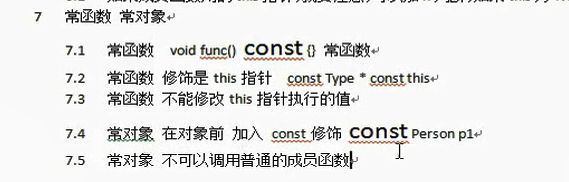 7 常函数 常对象↵
7.1 常函数 void func() const {} 常函数↵
7.2 常函数 修饰是 this 指针 const Type * const this↵
7.3 常函数 不能修改 this 指针执行的值↵
7.4 常对象 在对象前 加入 const 修饰 const Person p1↵
7.5 常对象 不可以调用普通的成员函数